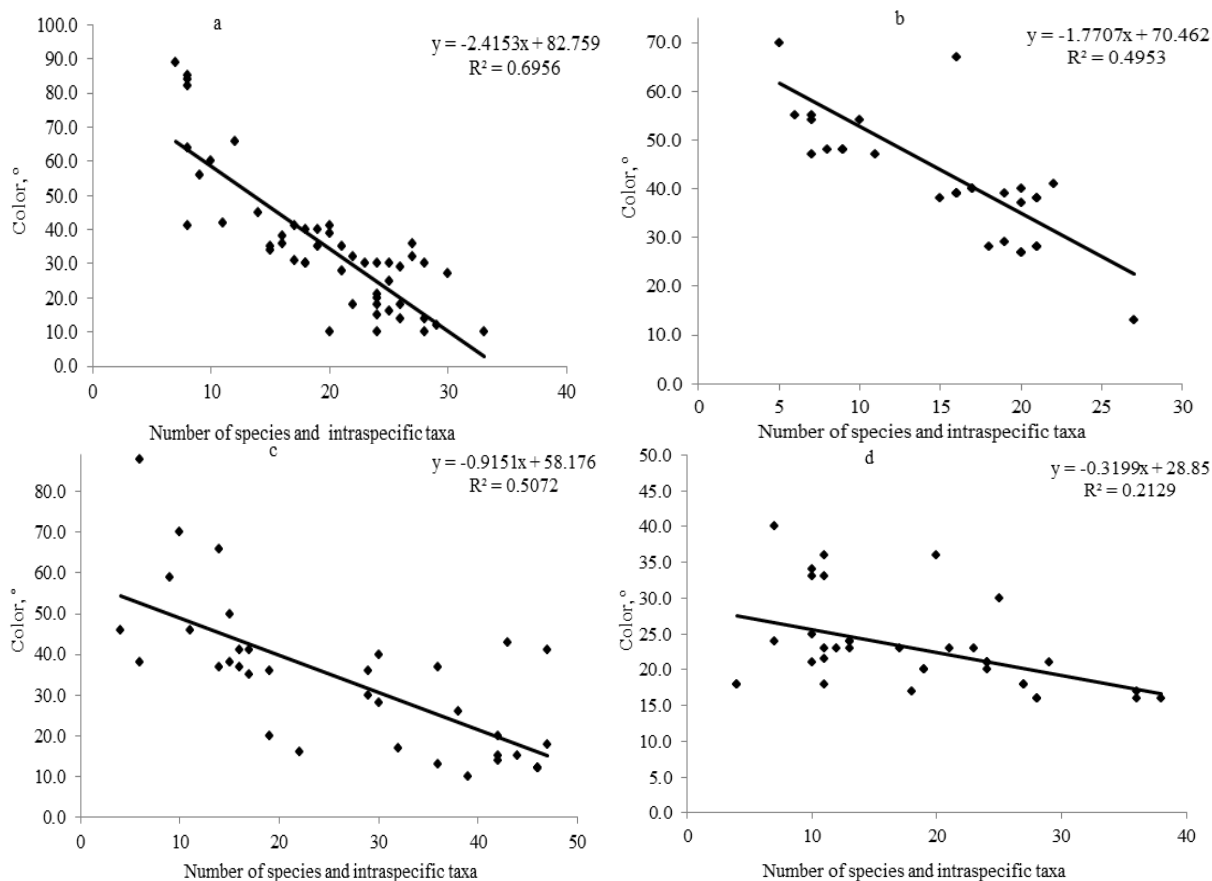 a
y = -2.4153x + 82.759
R² = 0.6956
100.0
90.0
80.0
70.0
60.0
50.0
40.0
30.0
20.0
10.0
0.0
Color, °
0 10 20 30 40
Number of species and intraspecific taxa
b
y = -1.7707x + 70.462
R² = 0.4953
70.0
60.0
50.0
40.0
30.0
20.0
10.0
0.0
Color, °
0 5 10 15 20 25 30
Number of species and intraspecific taxa
c
y = -0.9151x + 58.176
R² = 0.5072
80.0
70.0
60.0
50.0
40.0
30.0
20.0
10.0
0.0
Color, °
0 10 20 30 40 50
Number of species and intraspecific taxa
d
y = -0.3199x + 28.85
R² = 0.2129
50.0
45.0
40.0
35.0
30.0
25.0
20.0
15.0
10.0
5.0
0.0
Color, °
0 10 20 30 40
Number of species and intraspecific taxa